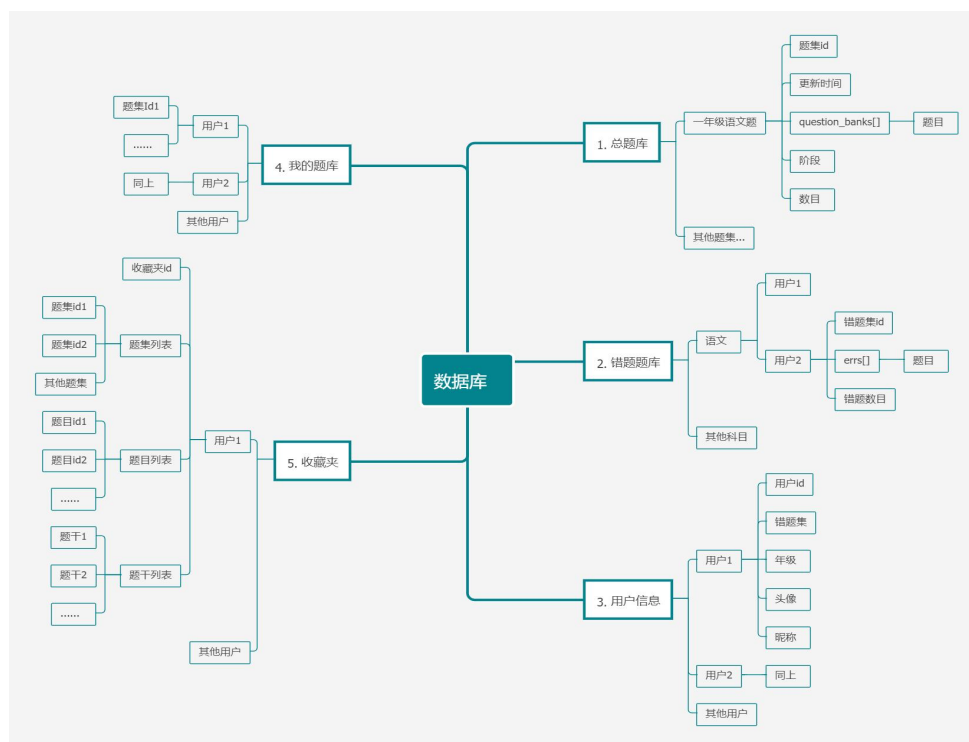 数据库
1. 总题库
一年级语文题
题集id
更新时间
question_banks[]
题目
阶段
数目
其他题集...
2. 错题题库
语文
用户1
用户2
错题集id
errs[]
题目
错题数目
其他科目
3. 用户信息
用户1
用户id
错题集
年级
头像
昵称
用户2
同上
其他用户
4. 我的题库
用户1
题集Id1
......
用户2
同上
其他用户
5. 收藏夹
用户1
收藏夹id
题集列表
题集id1
题集id2
其他题集
题目列表
题目id1
题目id2
......
题干列表
题干1
题干2
......
其他用户